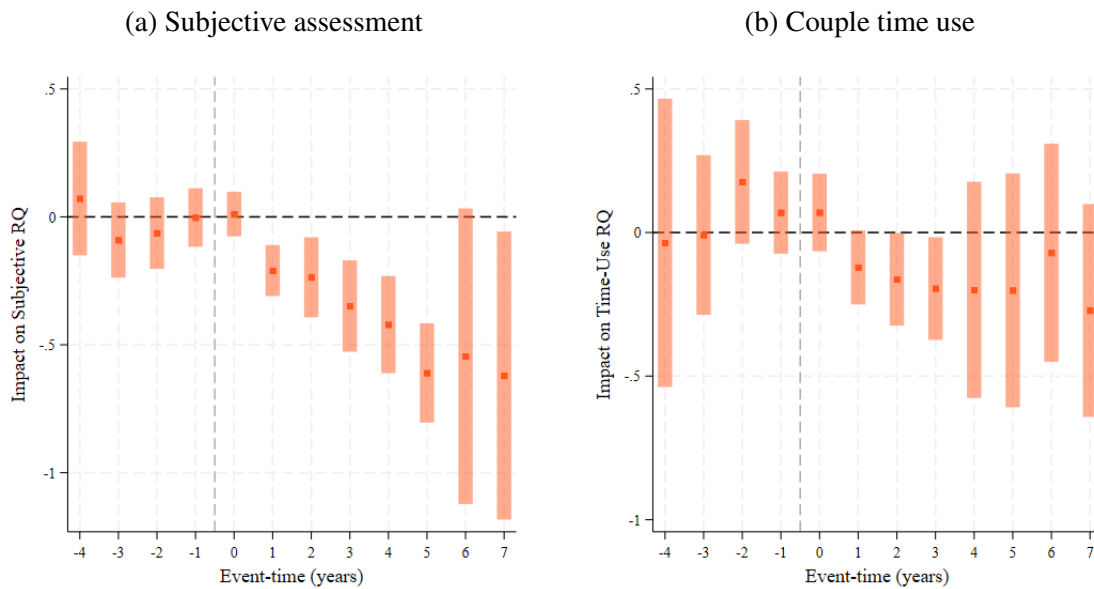 (a) Subjective assessment
.5
0
-.5
-1
Impact on Subjective RQ
-4 -3 -2 -1 0 1 2 3 4 5 6 7
Event-time (years)
(b) Couple time use
.5
0
-.5
-1
Impact on Time-Use RQ
-4 -3 -2 -1 0 1 2 3 4 5 6 7
Event-time (years)